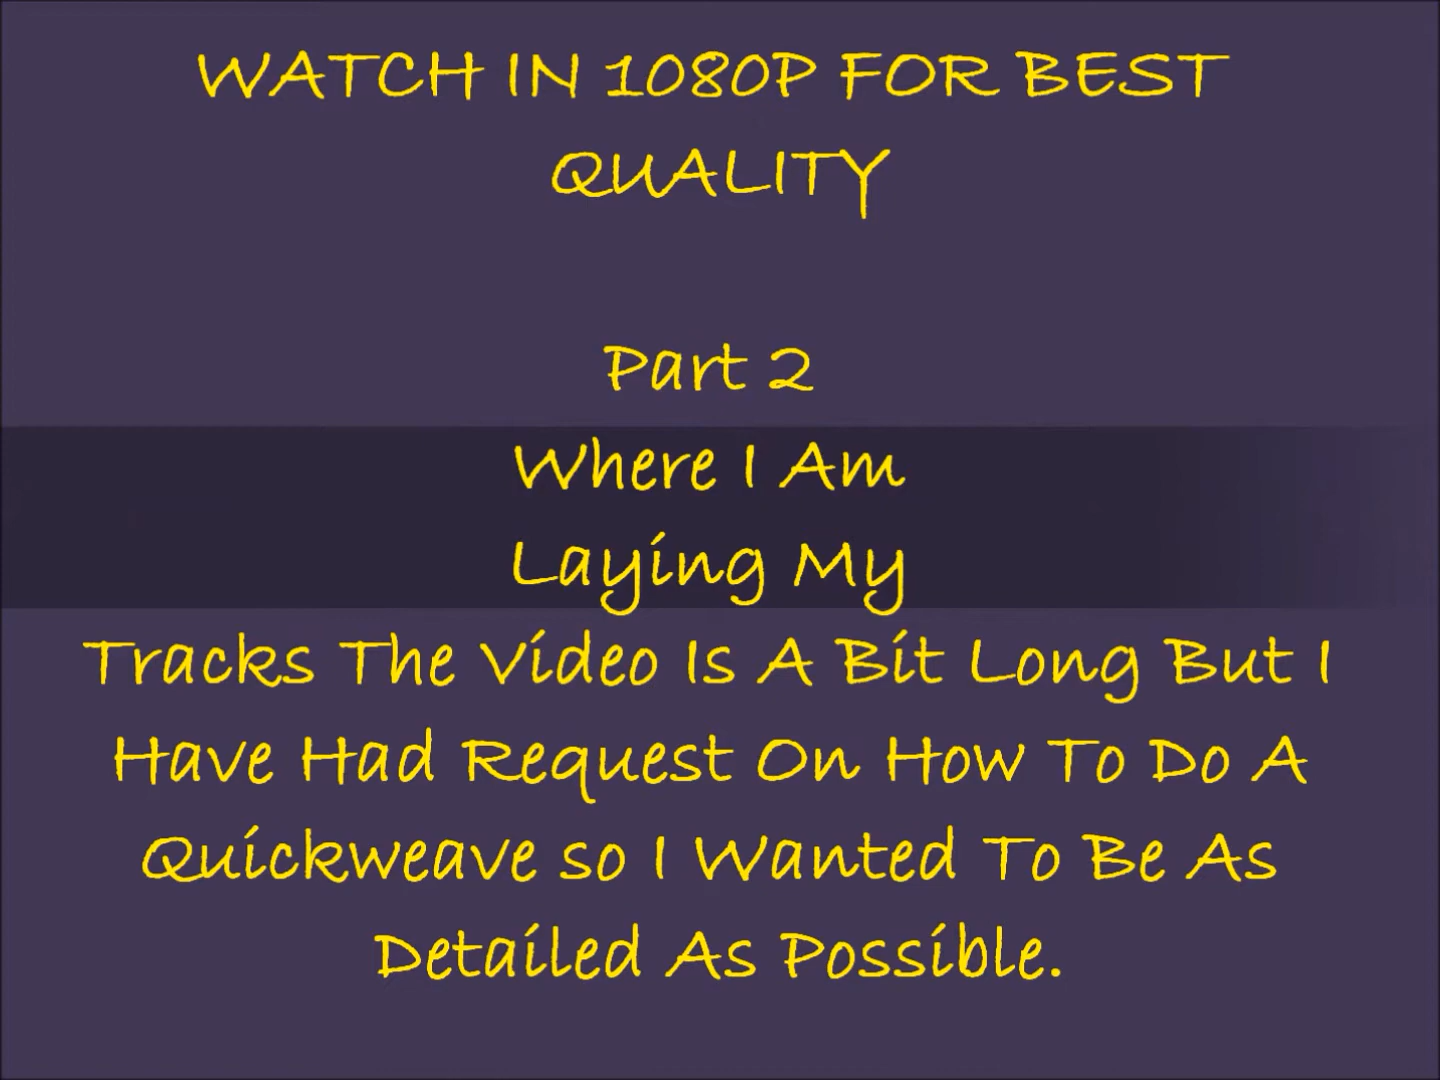 WATCH IN 1080P FOR BEST
QUALITY
Part 2
Where I Am
Laying My
Tracks The Video Is A Bit Long But I
Have Had Request On How To Do A
Quickweave so I Wanted To Be As
Detailed As Possible.